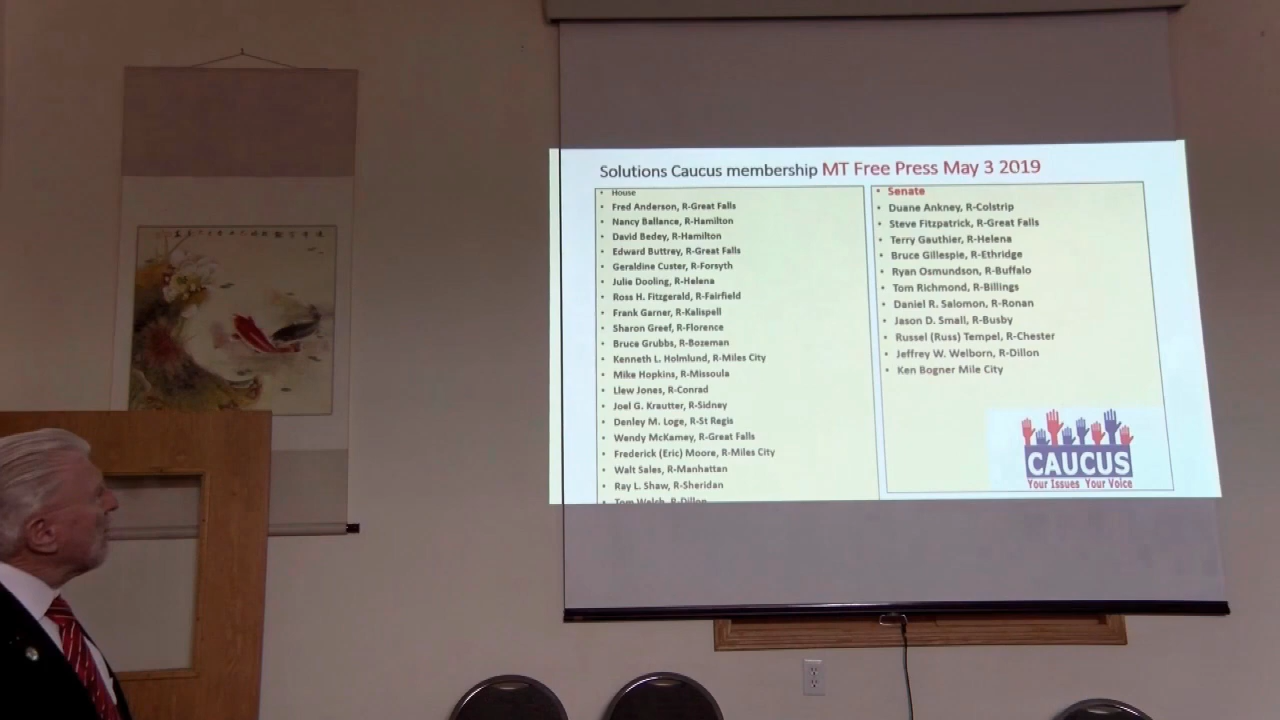 Solutions Caucus membership MT Free Press May 3 2019
• House
• Fred Anderson, R-Great Falls
• Nancy Ballance, R-Hamilton
• David Bedey, R-Hamilton
• Edward Buttrey, R-Great Falls
• Geraldine Custer, R-Forsyth
• Julie Dooling, R-Helena
• Ross H. Fitzgerald, R-Fairfield
• Frank Garner, R-Kalispell
• Sharon Greef, R-Florence
• Bruce Grubbs, R-Bozeman
• Kenneth L. Holmlund, R-Miles City
• Mike Hopkins, R-Missoula
• Llew Jones, R-Conrad
• Joel G. Krautter, R-Sidney
• Denley M. Loge, R-St Regis
• Wendy McKamey, R-Great Falls
• Frederick (Eric) Moore, R-Miles City
• Walt Sales, R-Manhattan
• Ray L. Shaw, R-Sheridan
Tom Welch, R-Dillon
• Senate
• Duane Ankney, R-Colstrip
• Steve Fitzpatrick, R-Great Falls
• Terry Gauthier, R-Helena
• Bruce Gillespie, R-Ethridge
• Ryan Osmundson, R-Buffalo
• Tom Richmond, R-Billings
• Daniel R. Salomon, R-Ronan
• Jason D. Small, R-Busby
• Russel (Russ) Tempel, R-Chester
• Jeffrey W. Welborn, R-Dillon
• Ken Bogner Mile City
CAUCUS
Your Issues Your Voice